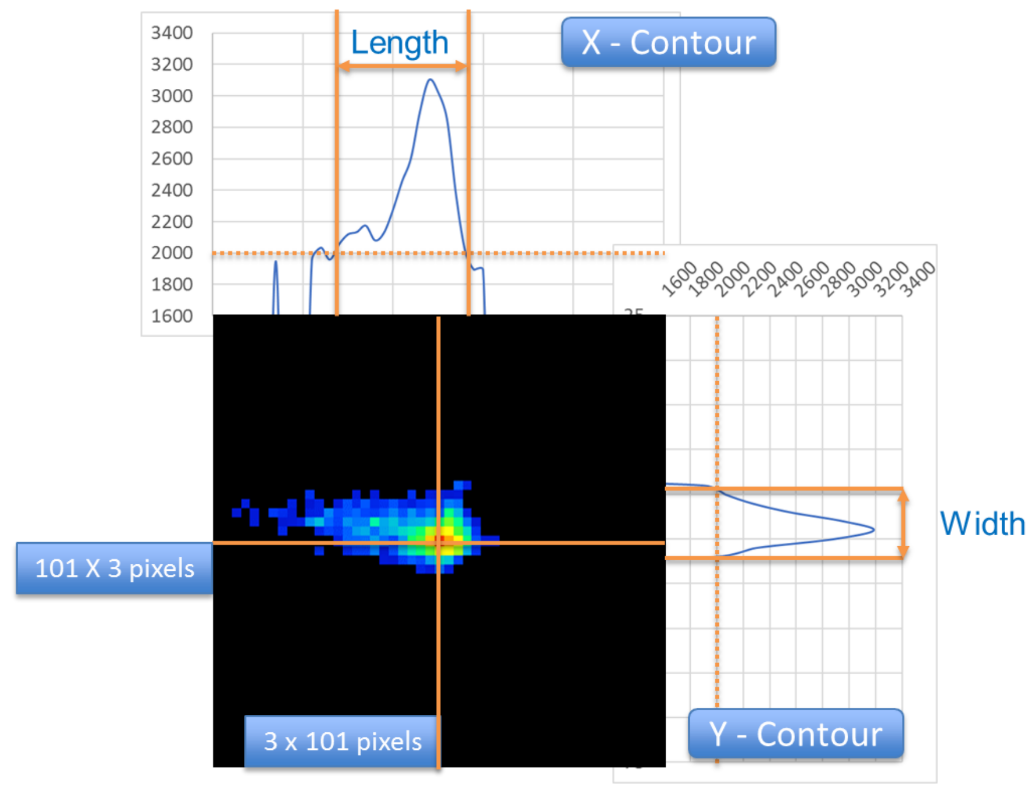 3400
Length
X - Contour
3200
3000
2800
2600
2400
2200
2000
1800
1600
1600 1800 2000 2200 2400 2600 2800 3000 3200 3400
Width
101 X 3 pixels
3 x 101 pixels
Y - Contour